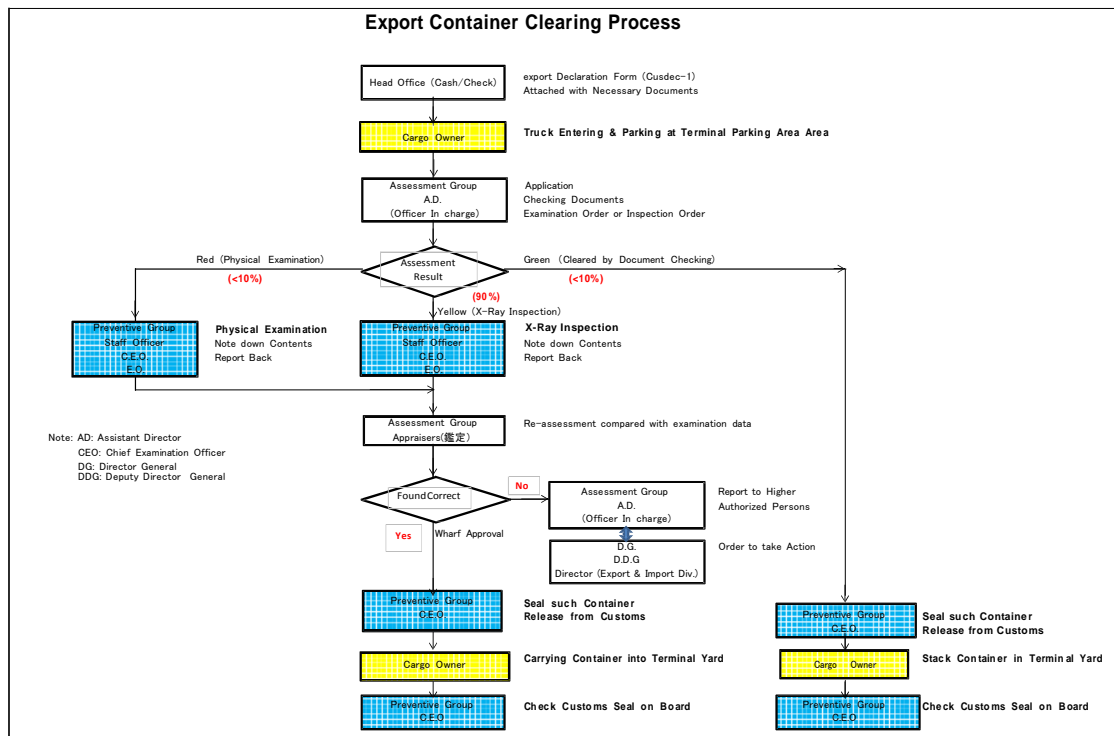 Export Container Clearing Process
Head Office (Cash/Check)
export Declaration Form (Cusdec-1)
Attached with Necessary Documents
Cargo Owner
Truck Entering & Parking at Terminal Parking Area Area
Assessment Group
A.D.
(Officer In charge)
Application
Checking Documents
Examination Order or Inspection Order
Red (Physical Examination)
(<10%)
Assessment
Result
Green (Cleared by Document Checking)
(<10%)
(90%)
Yellow (X-Ray Inspection)
Preventive Group
Staff Officer
C.E.O.
E.O.
Physical Examination
Note down Contents
Report Back
Preventive Group
Staff Officer
C.E.O.
E.O.
X-Ray Inspection
Note down Contents
Report Back
Assessment Group
Appraisers(鑑定)
Re-assessment compared with examination data
Note: AD: Assistant Director
CEO: Chief Examination Officer
DG: Director General
DDG: Deputy Director General
Found Correct
No
Assessment Group
A.D.
(Officer In charge)
Report to Higher
Authorized Persons
Yes
Wharf Approval
D.G.
D.D.G
Director (Export & Import Div.)
Order to take Action
Preventive Group
C.E.O
Seal such Container
Release from Customs
Preventive Group
C.E.O.
Seal such Container
Release from Customs
Cargo Owner
Carrying Container into Terminal Yard
Cargo Owner
Stack Container in Terminal Yard
Preventive Group
C.E.O
Check Customs Seal on Board
Preventive Group
C.E.O
Check Customs Seal on Board